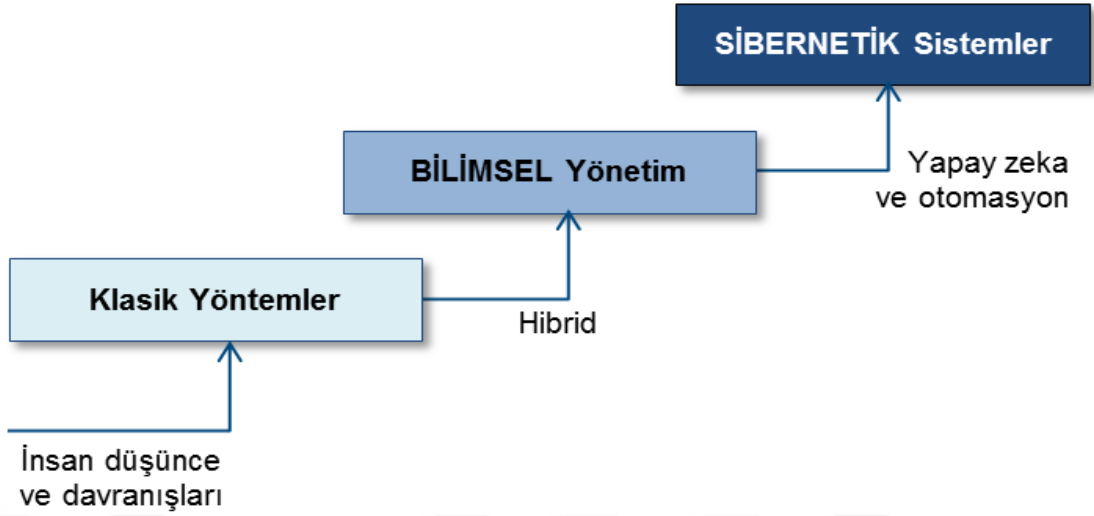 SİBERNETİK Sistemler
BİLİMSEL Yönetim
Yapay zeka
ve otomasyon
Klasik Yöntemler
Hibrid
İnsan düşünce
ve davranışları